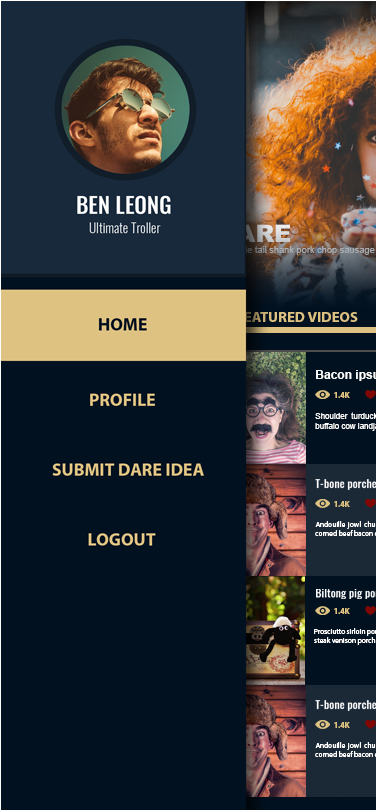 BEN LEONG
Ultimate Troller
HOME
PROFILE
SUBMIT DARE IDEA
LOGOUT
ARE
tail shank pork chop sausage
EATURED VIDEOS
Bacon ipsu
1.4K
Shoulder turduck
buffalo cow landja
T-bone porche
1.4K
Andouille jowl chu
corned beef bacon c
Biltong pig po
1.4K
Prosciutto sirloin por
steak venison porch
T-bone porche
1.4K
Andouille jowl chu
corned beef bacon c